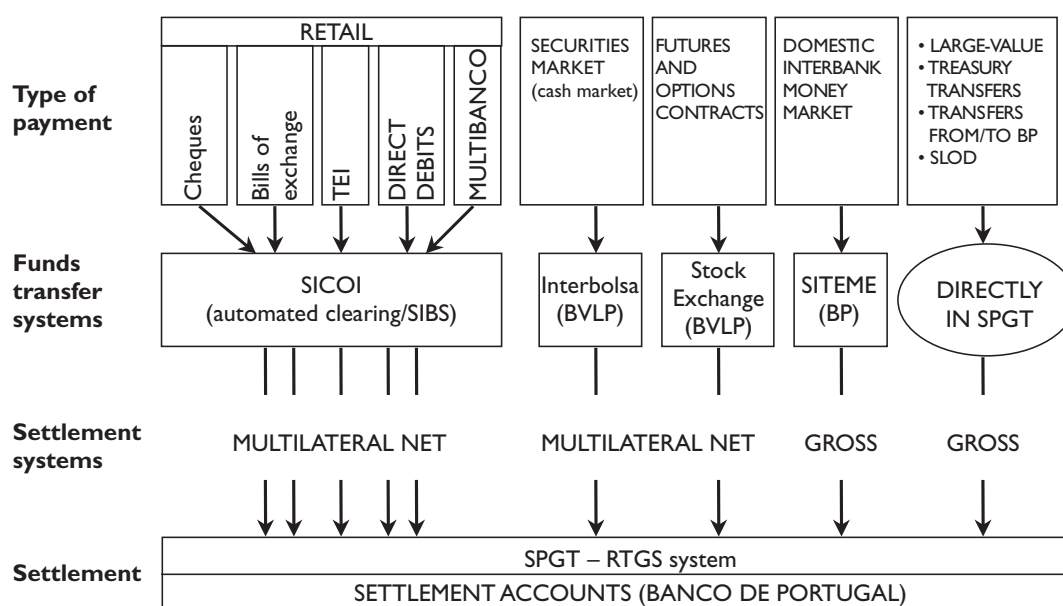 Type of
payment
RETAIL
Cheques
Bills of
exchange
TEI
DIRECT
DEBITS
MULTIBANCO
SECURITIES
MARKET
(cash market)
FUTURES
AND
OPTIONS
CONTRACTS
DOMESTIC
INTERBANK
MONEY
MARKET
• LARGE-VALUE
• TREASURY
TRANSFERS
• TRANSFERS
FROM/TO BP
• SLOD
Funds
transfer
systems
SICOI
(automated clearing/SIBS)
Interbolsa
(BVLP)
Stock
Exchange
(BVLP)
SITEME
(BP)
DIRECTLY
IN SPGT
Settlement
systems
MULTILATERAL NET
MULTILATERAL NET
GROSS
GROSS
Settlement
SPGT – RTGS system
SETTLEMENT ACCOUNTS (BANCO DE PORTUGAL)